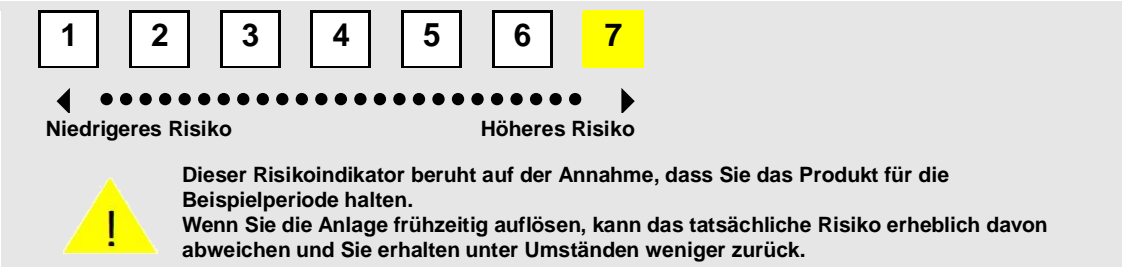 1 2 3 4 5 6 7
Niedrigeres Risiko Höheres Risiko
Dieser Risikoindikator beruht auf der Annahme, dass Sie das Produkt für die
Beispielperiode halten.
Wenn Sie die Anlage frühzeitig auflösen, kann das tatsächliche Risiko erheblich davon
abweichen und Sie erhalten unter Umständen weniger zurück.
!